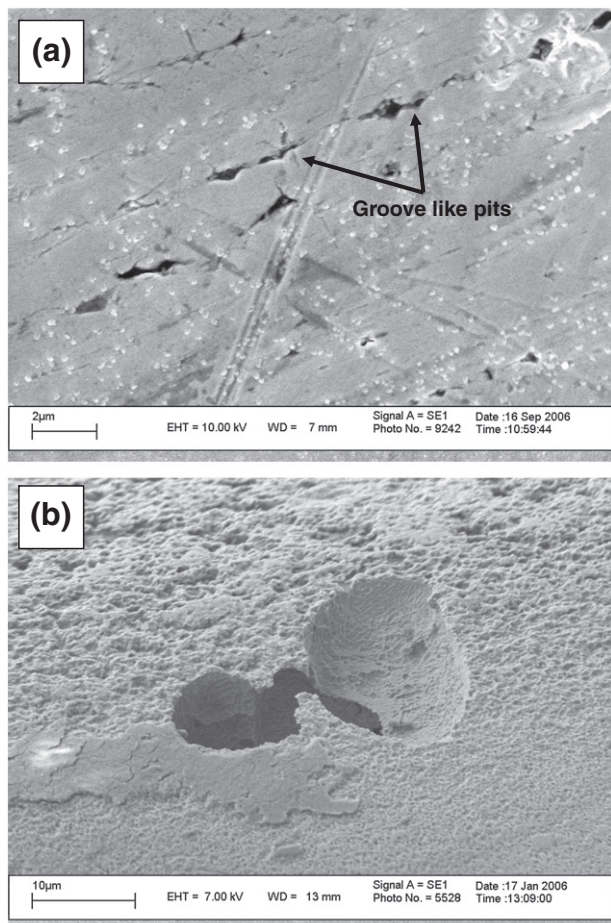 (a)
Groove like pits
2µm
EHT = 10.00 kV WD = 7 mm
Signal A = SE1 Date :16 Sep 2006
Photo No. = 9242 Time :10:59:44
(b)
10µm
EHT = 7.00 kV WD = 13 mm
Signal A = SE1 Date :17 Jan 2006
Photo No. = 5528 Time :13:09:00